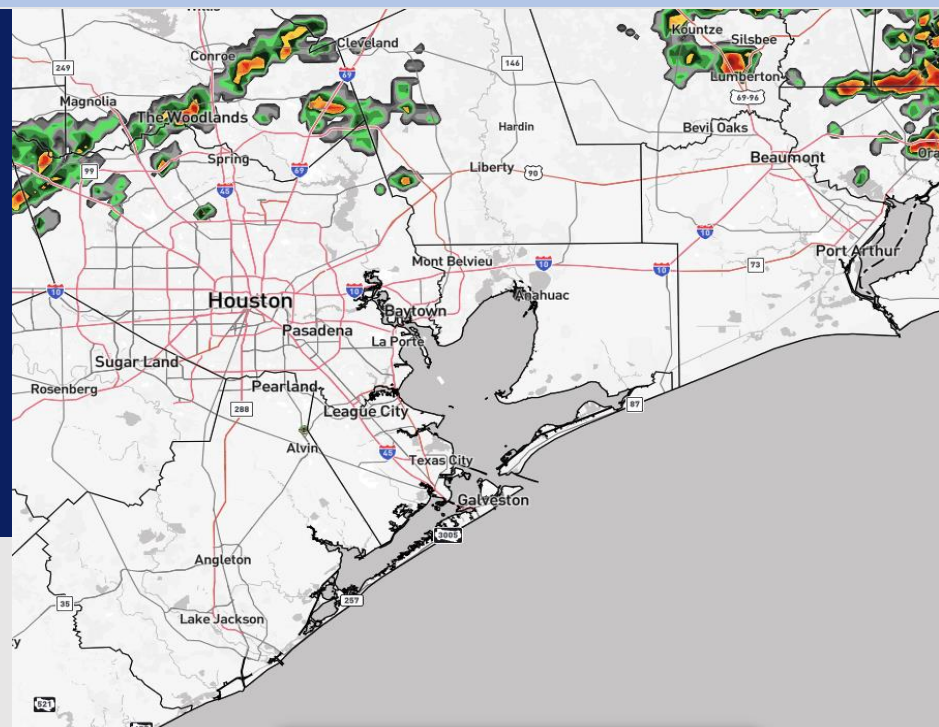 Willis
Kountze
Silsbee
Conroe
Cleveland
249
146
69
Lumberton
69-96
Magnolia
The Woodlands
Hardin
Bevil Oaks
Spring
Beaumont
Ora
99
69
Liberty
90
45
10
Port Arthur
Mont Belvieu
10
10
73
10
10
Anahuac
Houston
Baytown
Pasadena
La Porte
Sugar Land
Rosenberg
Pearland
288
League City
87
Alvin
45
Texas City
Galveston
3005
Angleton
35
257
Lake Jackson
y
521